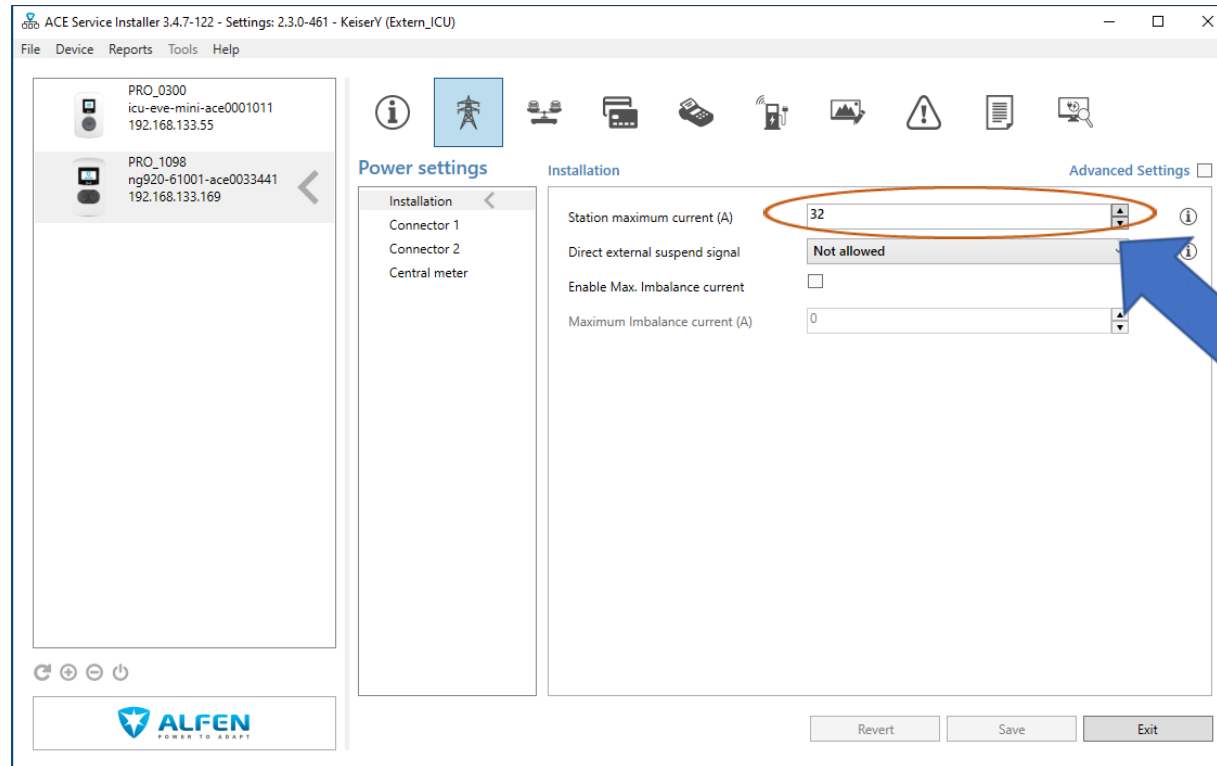 ACE Service Installer 3.4.7-122 - Settings: 2.3.0-461 - KeiserY (Extern_ICU)
File Device Reports Tools Help
PRO_0300
icu-eve-mini-ace0001011
192.168.133.55
PRO_1098
ng920-61001-ace0033441
192.168.133.169
Power settings
Installation
Connector 1
Connector 2
Central meter
Installation
Advanced Settings
Station maximum current (A) 32
Direct external suspend signal Not allowed
Enable Max. Imbalance current
Maximum Imbalance current (A) 0
ALFEN
POWER TO ADAPT
Revert Save Exit